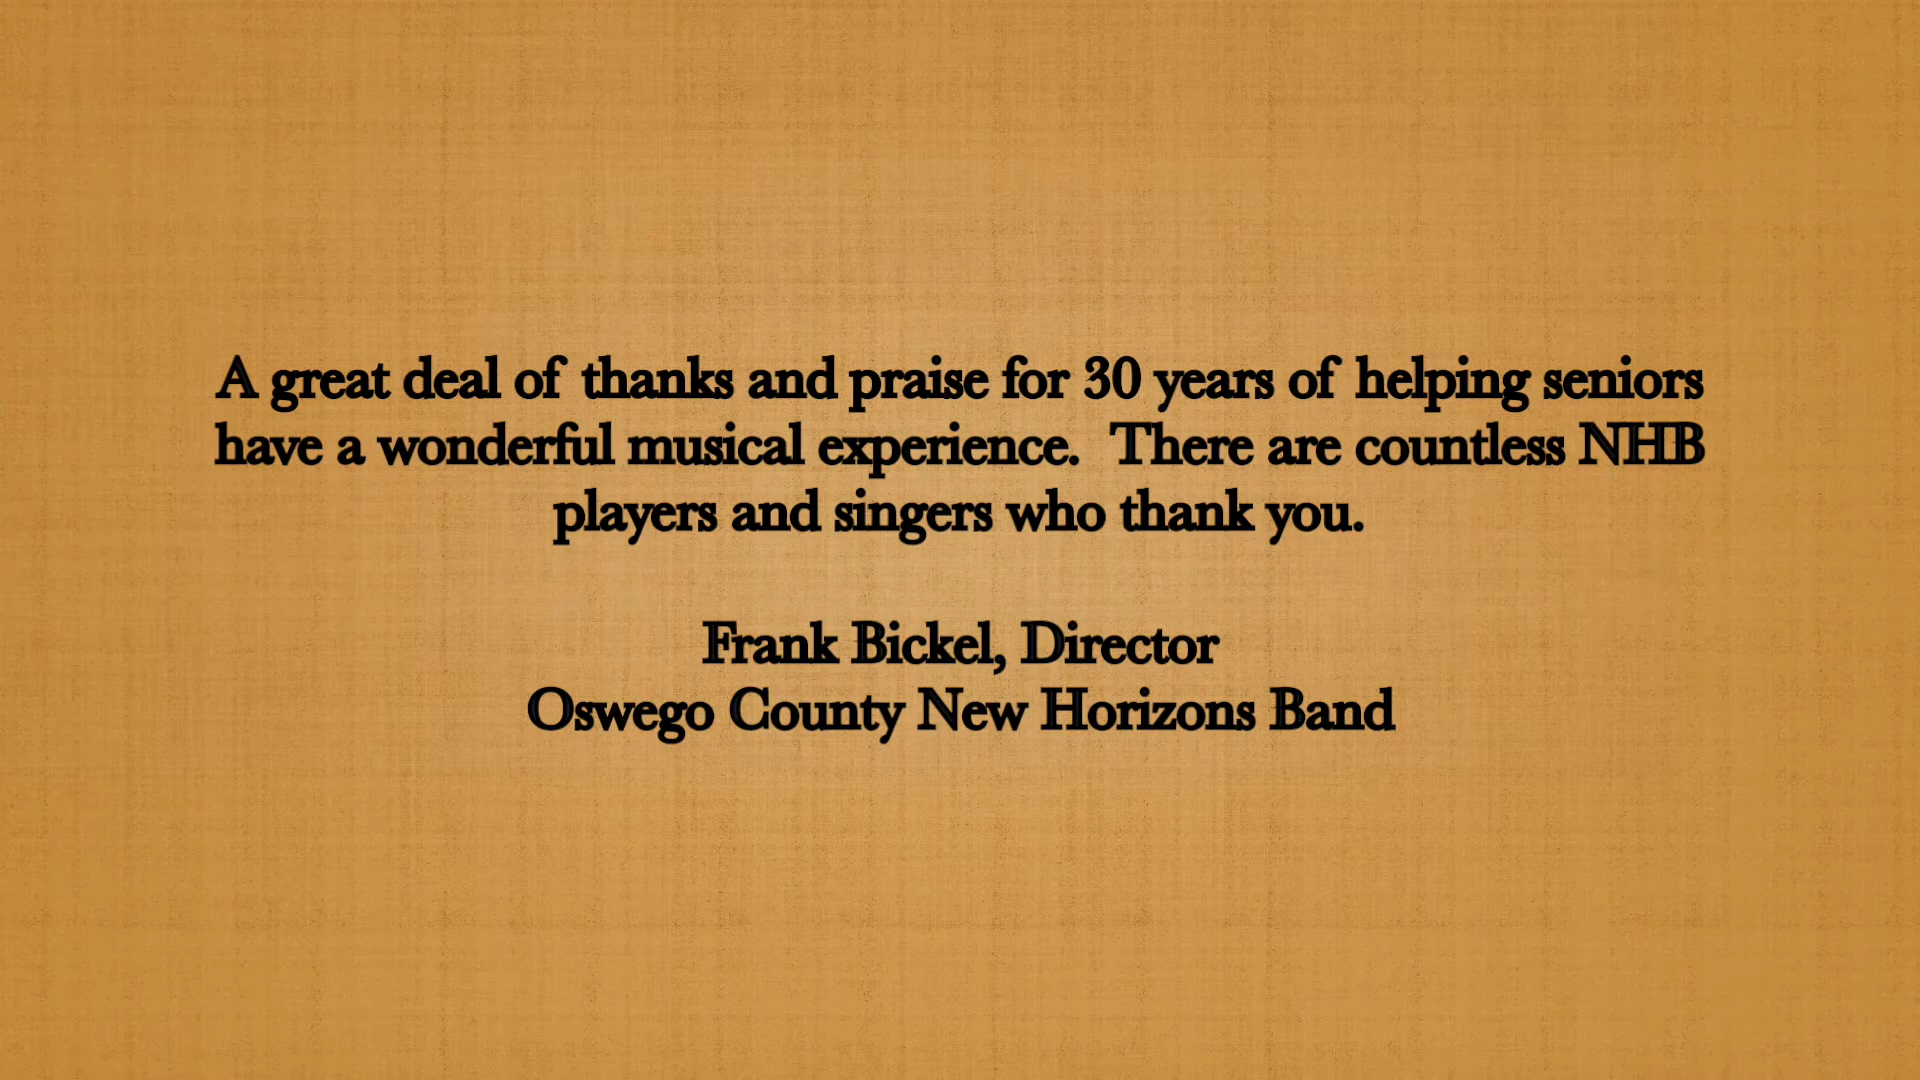 A great deal of thanks and praise for 30 years of helping seniors
have a wonderful musical experience.  There are countless NHB
players and singers who thank you.
Frank Bickel, Director
Oswego County New Horizons Band